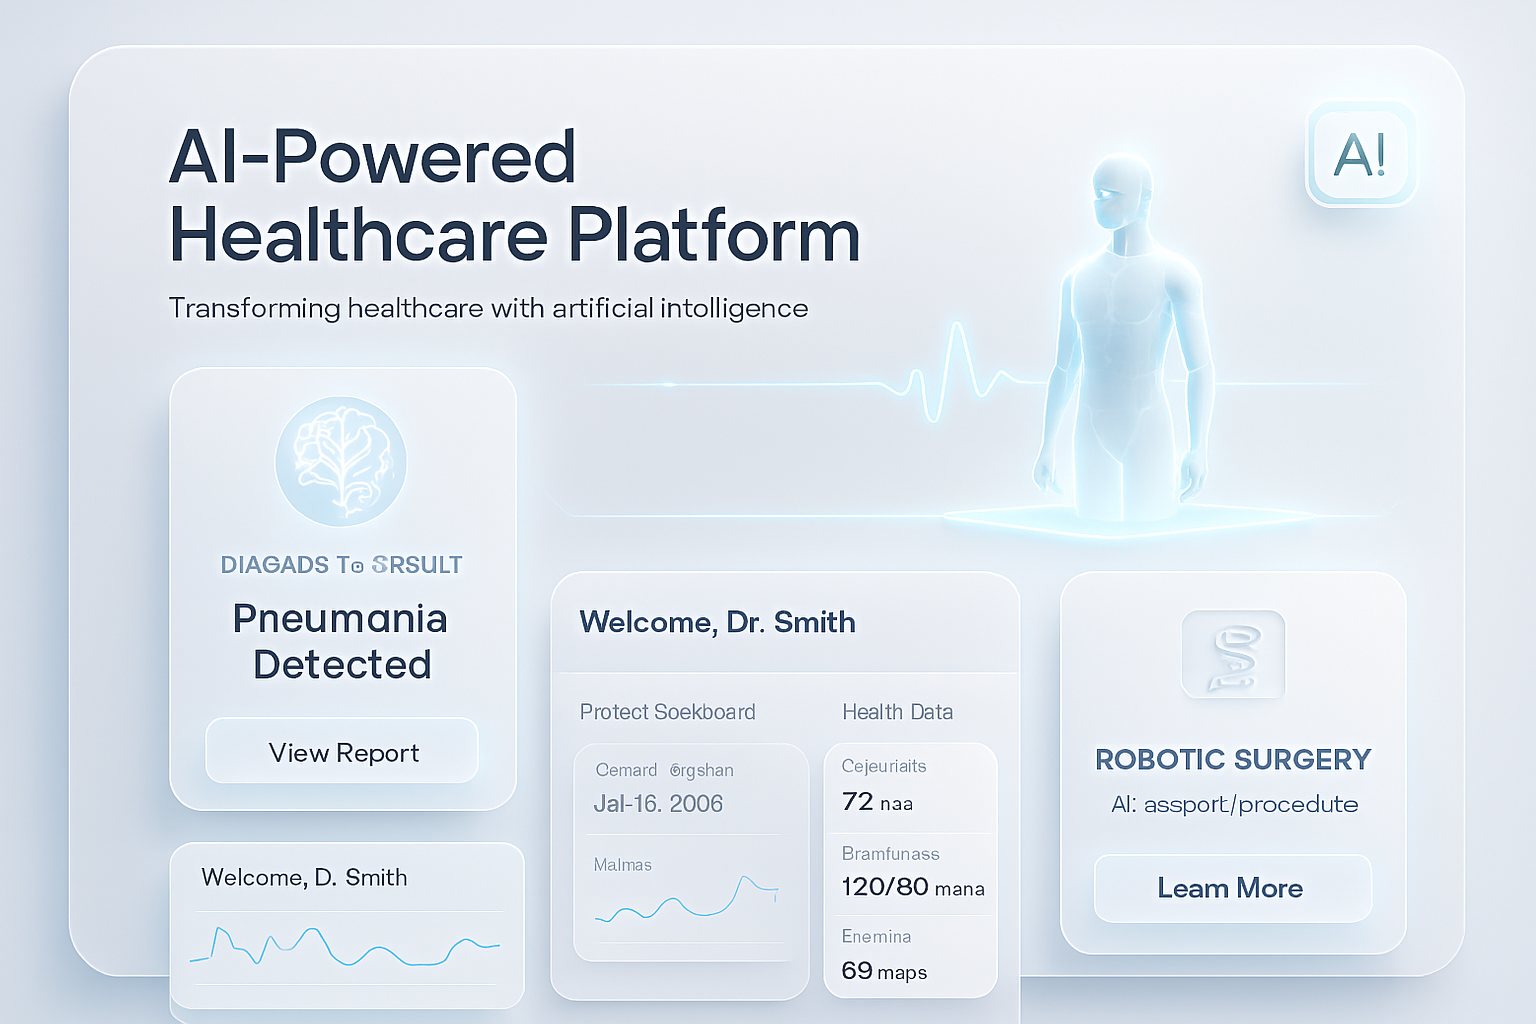 AI-Powered
Healthcare Platform
Transforming healthcare with artificial intolligence
A!
DIAGADS To SRSULT
Pneumania
Detected
View Report
Welcome, D. Smith
Welcome, Dr. Smith
Protect Soekboard
Cemard Orgshan
Jal-16. 2006
Malmas
Health Data
Cejeuriaits
72 naa
Bramfunass
120/80 mana
Enemina
69 maps
ROBOTIC SURGERY
AI: assport/procedute
Leam More